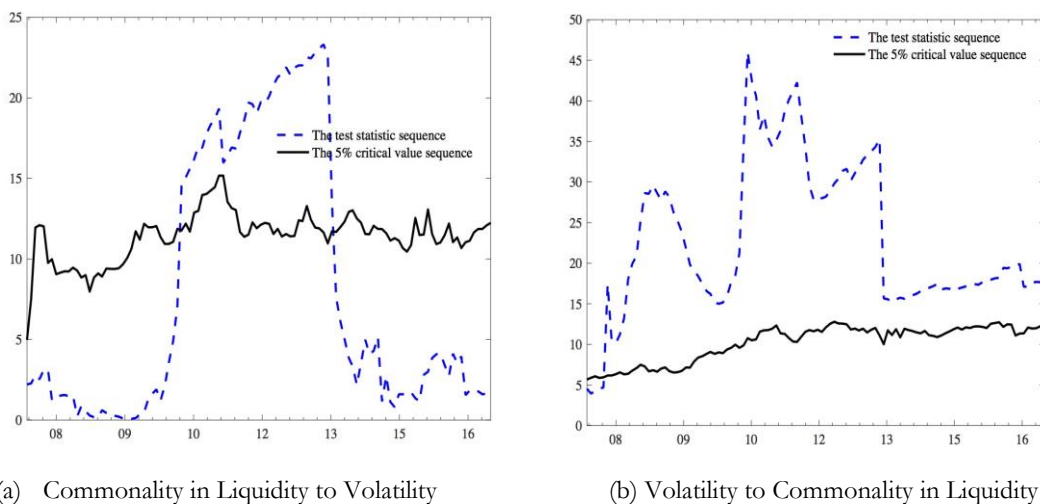 25
20
15
10
5
0
08 09 10 12 13 15 16
The test statistic sequence
The 5% critical value sequence
50
45
40
35
30
25
20
15
10
5
0
08 09 10 12 13 15 16
The test statistic sequence
The 5% critical value sequence
(a) Commonality in Liquidity to Volatility
(b) Volatility to Commonality in Liquidity